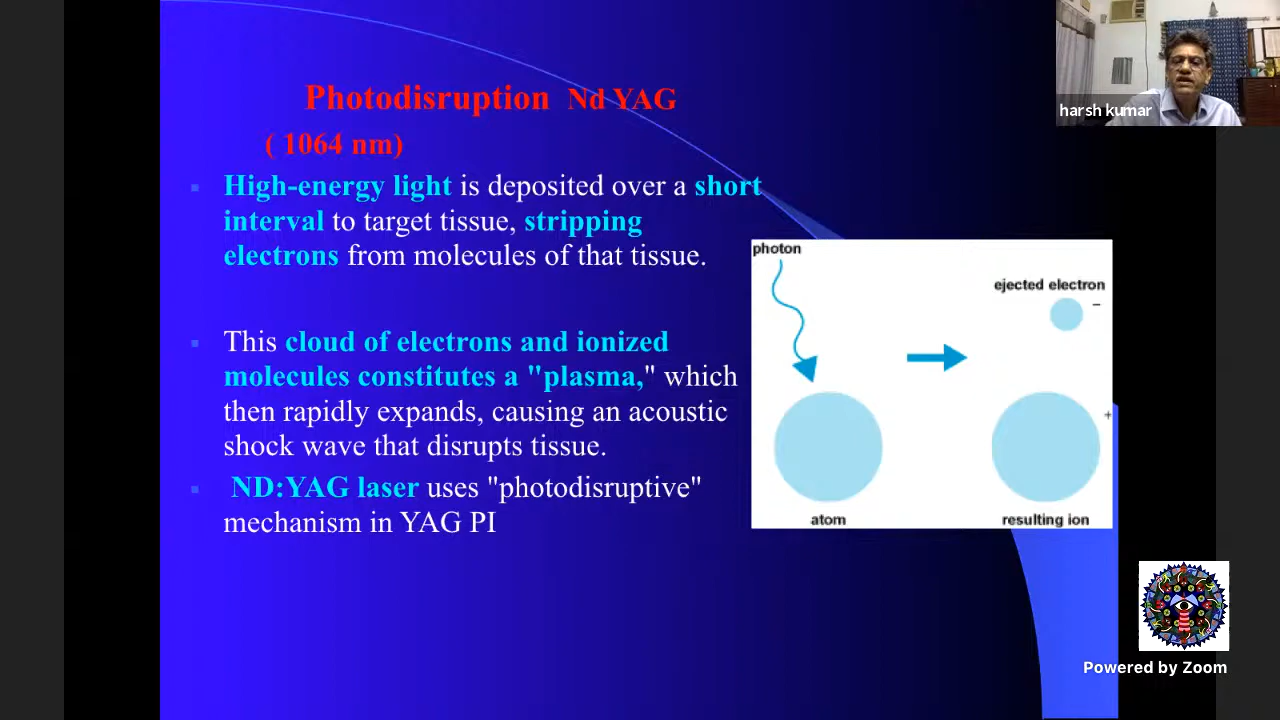 Photodisruption Nd YAG
( 1064 nm)
High-energy light is deposited over a short
interval to target tissue, stripping
electrons from molecules of that tissue.
This cloud of electrons and ionized
molecules constitutes a "plasma," which
then rapidly expands, causing an acoustic
shock wave that disrupts tissue.
ND:YAG laser uses "photodisruptive"
mechanism in YAG PI
photon
ejected electron
−
+
atom
resulting ion
harsh kumar
Powered by Zoom